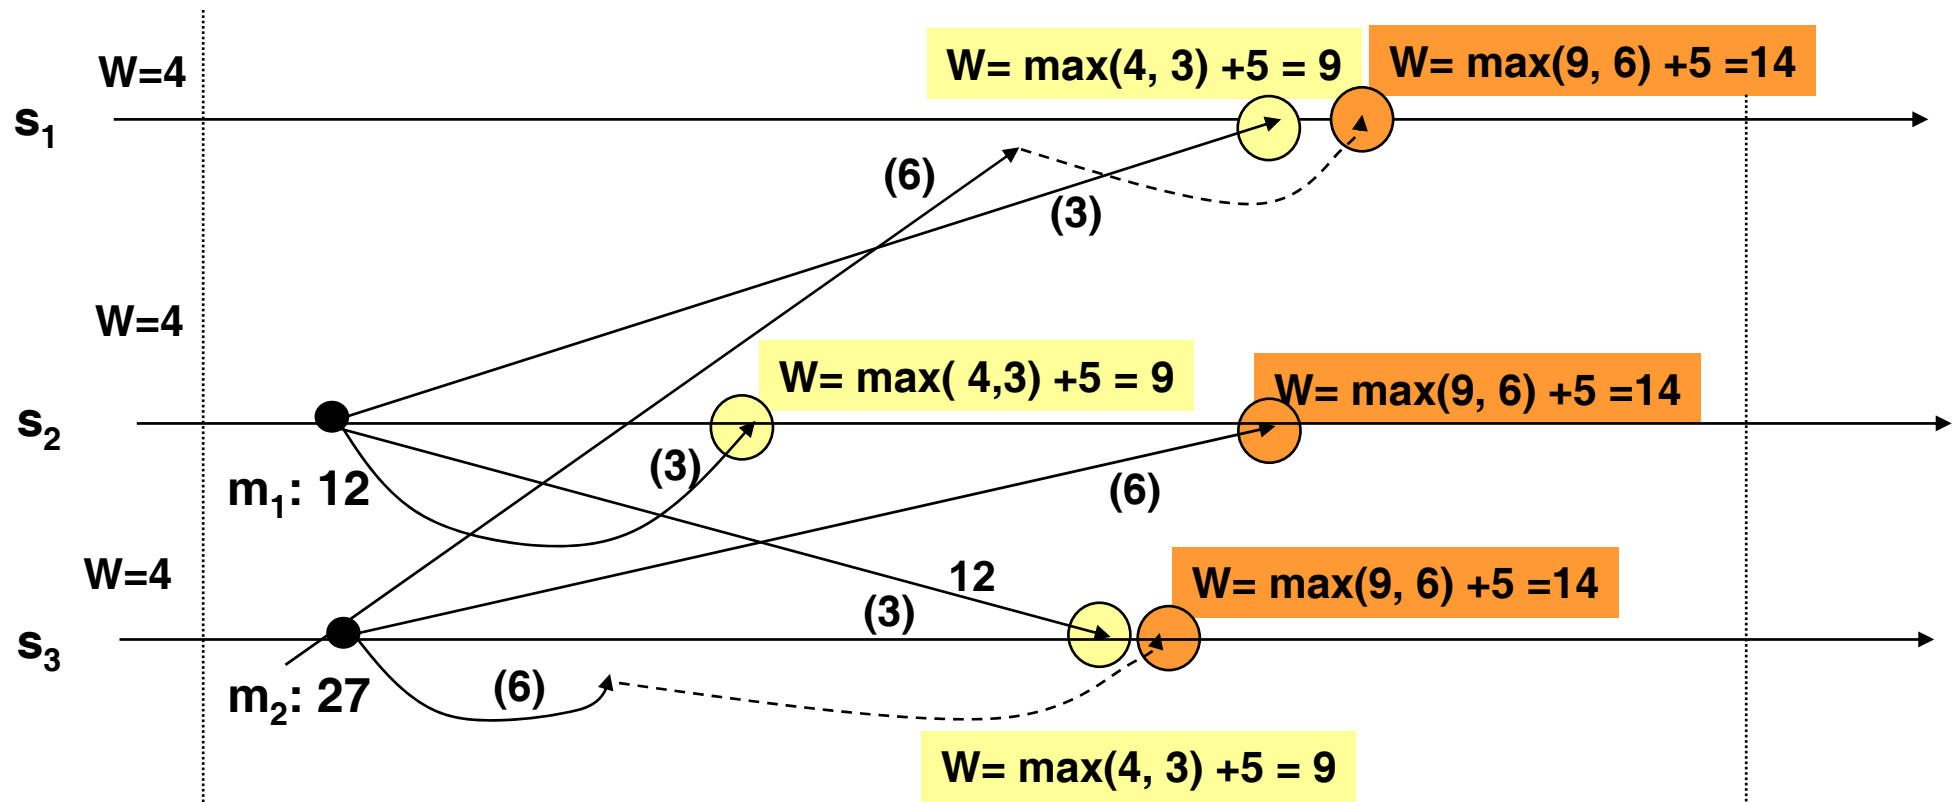 W= max(4, 3) +5 = 9
W= max(9, 6) +5 =14
W=4
s1
(6)
(3)
W=4
W= max( 4,3) +5 = 9
W= max(9, 6) +5 =14
s2
(3)
m1: 12
(6)
W=4
12
W= max(9, 6) +5 =14
(3)
s3
(6)
m2: 27
W= max(4, 3) +5 = 9